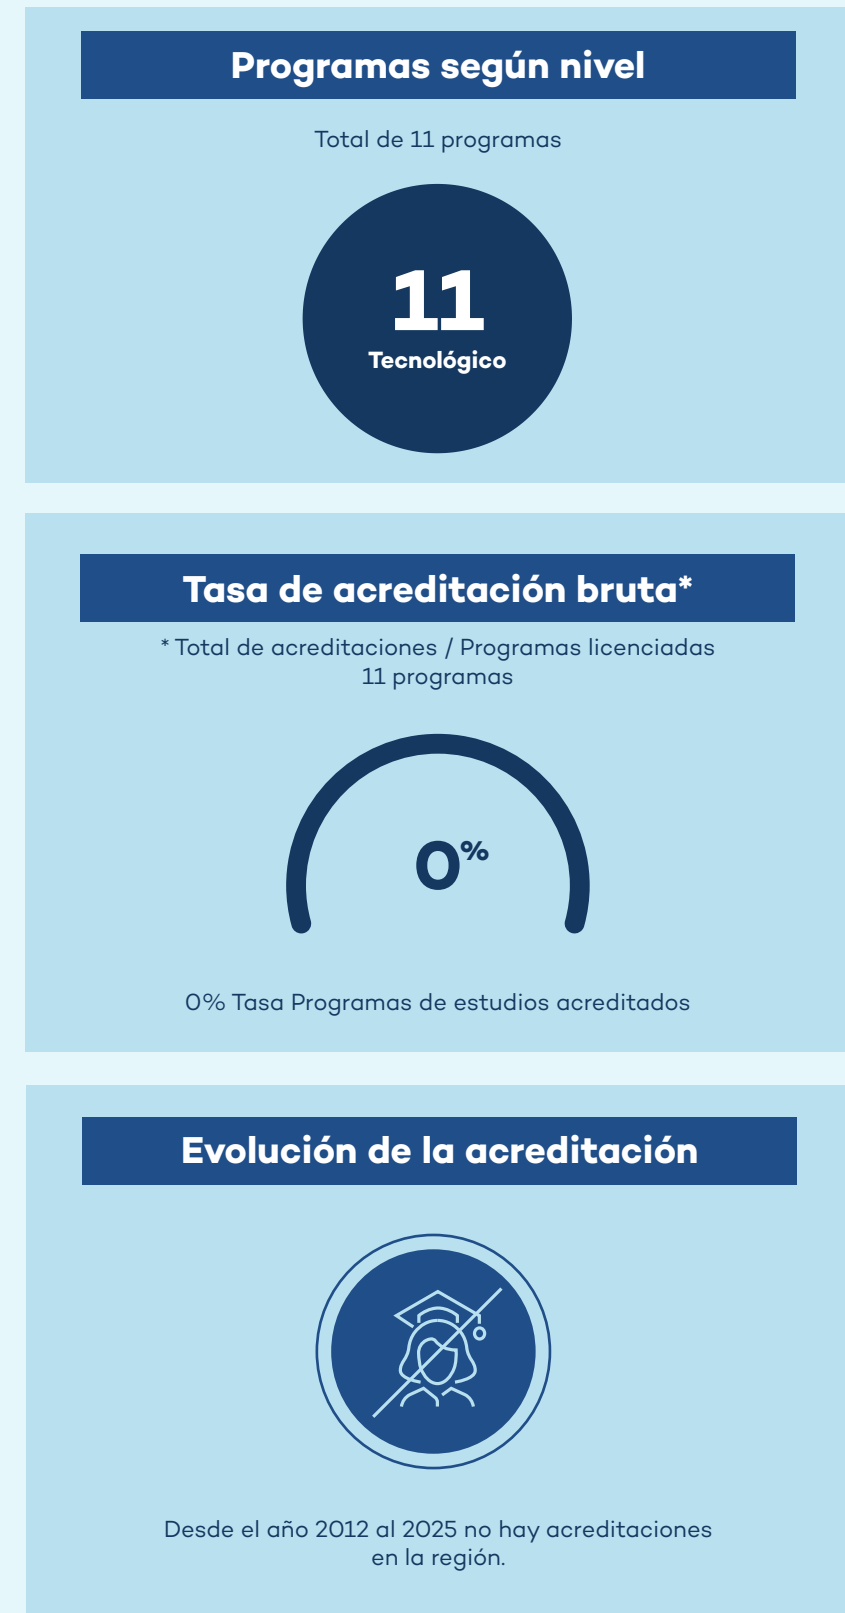 Programas según nivel
Total de 11 programas
11
Tecnológico
Tasa de acreditación bruta*
* Total de acreditaciones / Programas licenciadas
11 programas
0%
0% Tasa Programas de estudios acreditados
Evolución de la acreditación
Desde el año 2012 al 2025 no hay acreditaciones
en la región.